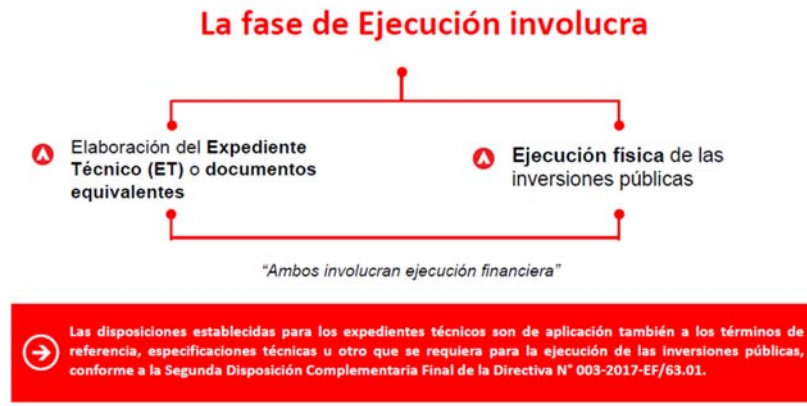 La fase de Ejecución involucra
Elaboración del Expediente
Técnico (ET) o documentos
equivalentes
Ejecución física de las
inversiones públicas
“Ambos involucran ejecución financiera”
Las disposiciones establecidas para los expedientes técnicos son de aplicación también a los términos de
referencia, especificaciones técnicas u otro que se requiera para la ejecución de las inversiones públicas,
conforme a la Segunda Disposición Complementaria Final de la Directiva N° 003-2017-EF/63.01.